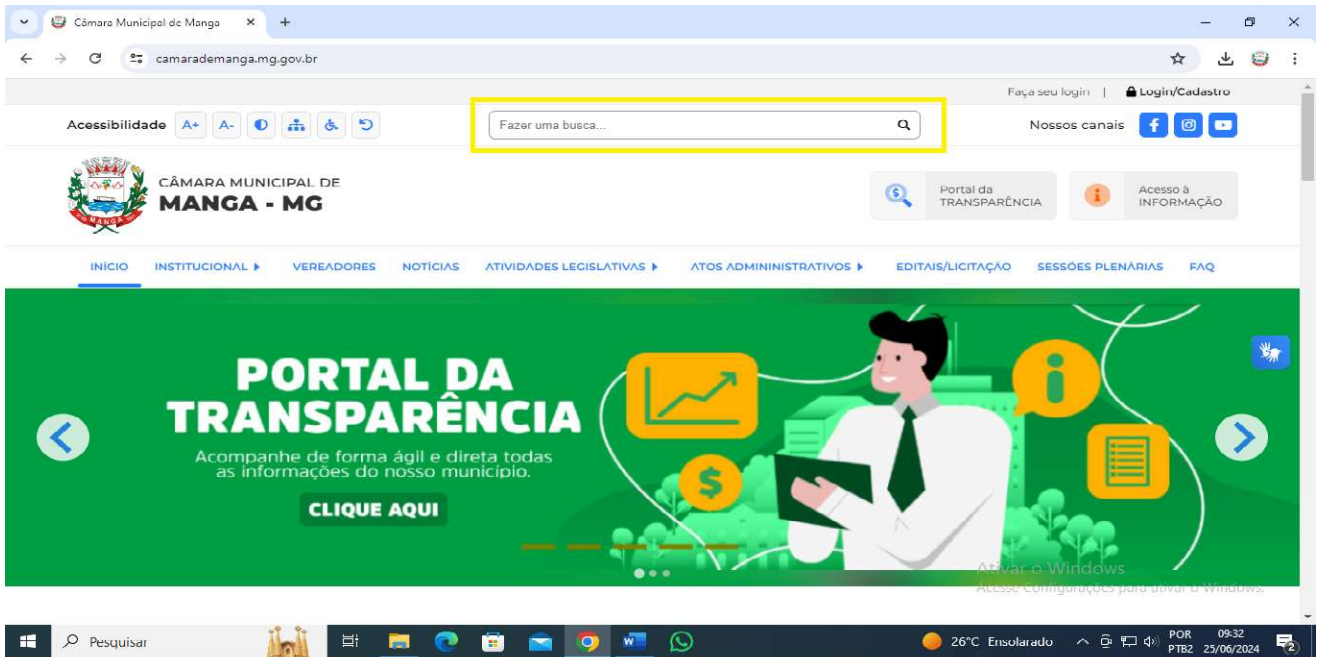 Câmara Municipal de Manga
camarademanga.mg.gov.br
Faça seu login | Login/Cadastro
Acessibilidade A+ A-
Fazer uma busca...
Nossos canais
CÂMARA MUNICIPAL DE
MANGA - MG
MANGA
Portal da
TRANSPARÊNCIA
Acesso à
INFORMAÇÃO
INÍCIO INSTITUCIONAL VEREADORES NOTÍCIAS ATIVIDADES LEGISLATIVAS ATOS ADMININISTRATIVOS EDITAIS/LICITAÇÃO SESSÕES PLENÁRIAS FAQ
PORTAL DA
TRANSPARÊNCIA
Acompanhe de forma ágil e direta todas
as informações do nosso município.
CLIQUE AQUI
Ativar o Windows
Acesse Configurações para ativar o Windows.
Pesquisar
26°C Ensolarado
POR 09:32
PTB2 25/06/2024
2